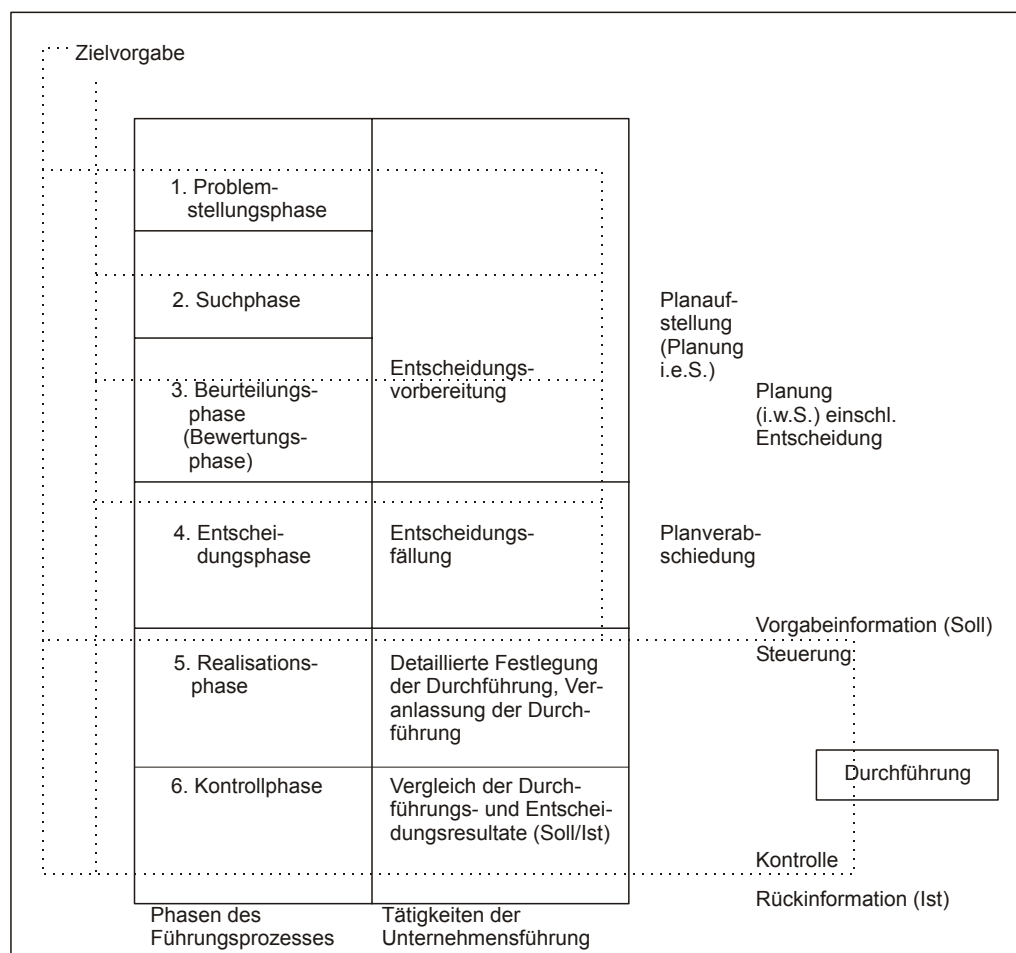 Zielvorgabe
1. Problem-
stellungsphase
2. Suchphase
3. Beurteilungs-
phase
(Bewertungs-
phase)
Entscheidungs-
vorbereitung
Planauf-
stellung
(Planung
i.e.S.)
Planung
(i.w.S.) einschl.
Entscheidung
4. Entschei-
dungsphase
Entscheidungs-
fällung
Planverab-
schiedung
Vorgabeinformation (Soll)
Steuerung
5. Realisations-
phase
Detaillierte Festlegung
der Durchführung, Ver-
anlassung der Durch-
führung
Durchführung
6. Kontrollphase
Vergleich der Durch-
führungs- und Entschei-
dungsresultate (Soll/Ist)
Kontrolle
Rückinformation (Ist)
Phasen des
Führungsprozesses
Tätigkeiten der
Unternehmensführung